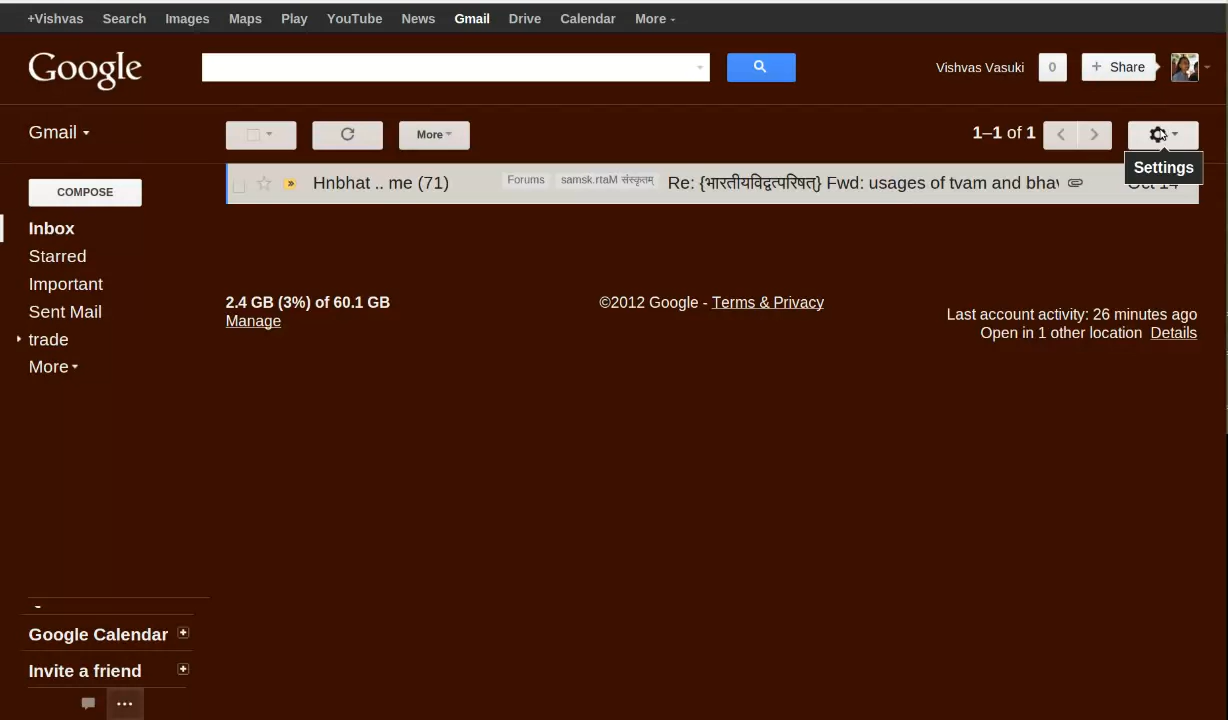 +Vishvas Search Images Maps Play YouTube News Gmail Drive Calendar More
Google
Vishvas Vasuki 0 + Share
Gmail More 1–1 of 1
Settings
Hnbhat .. me (71) Forums samsk.rtaM संस्कृतम् Re: {भारतीयविद्वत्परिषत्} Fwd: usages of tvam and bhav Oct 14
COMPOSE
Inbox
Starred
Important
Sent Mail
trade
More
2.4 GB (3%) of 60.1 GB
Manage
©2012 Google - Terms & Privacy
Last account activity: 26 minutes ago
Open in 1 other location Details
Google Calendar
Invite a friend